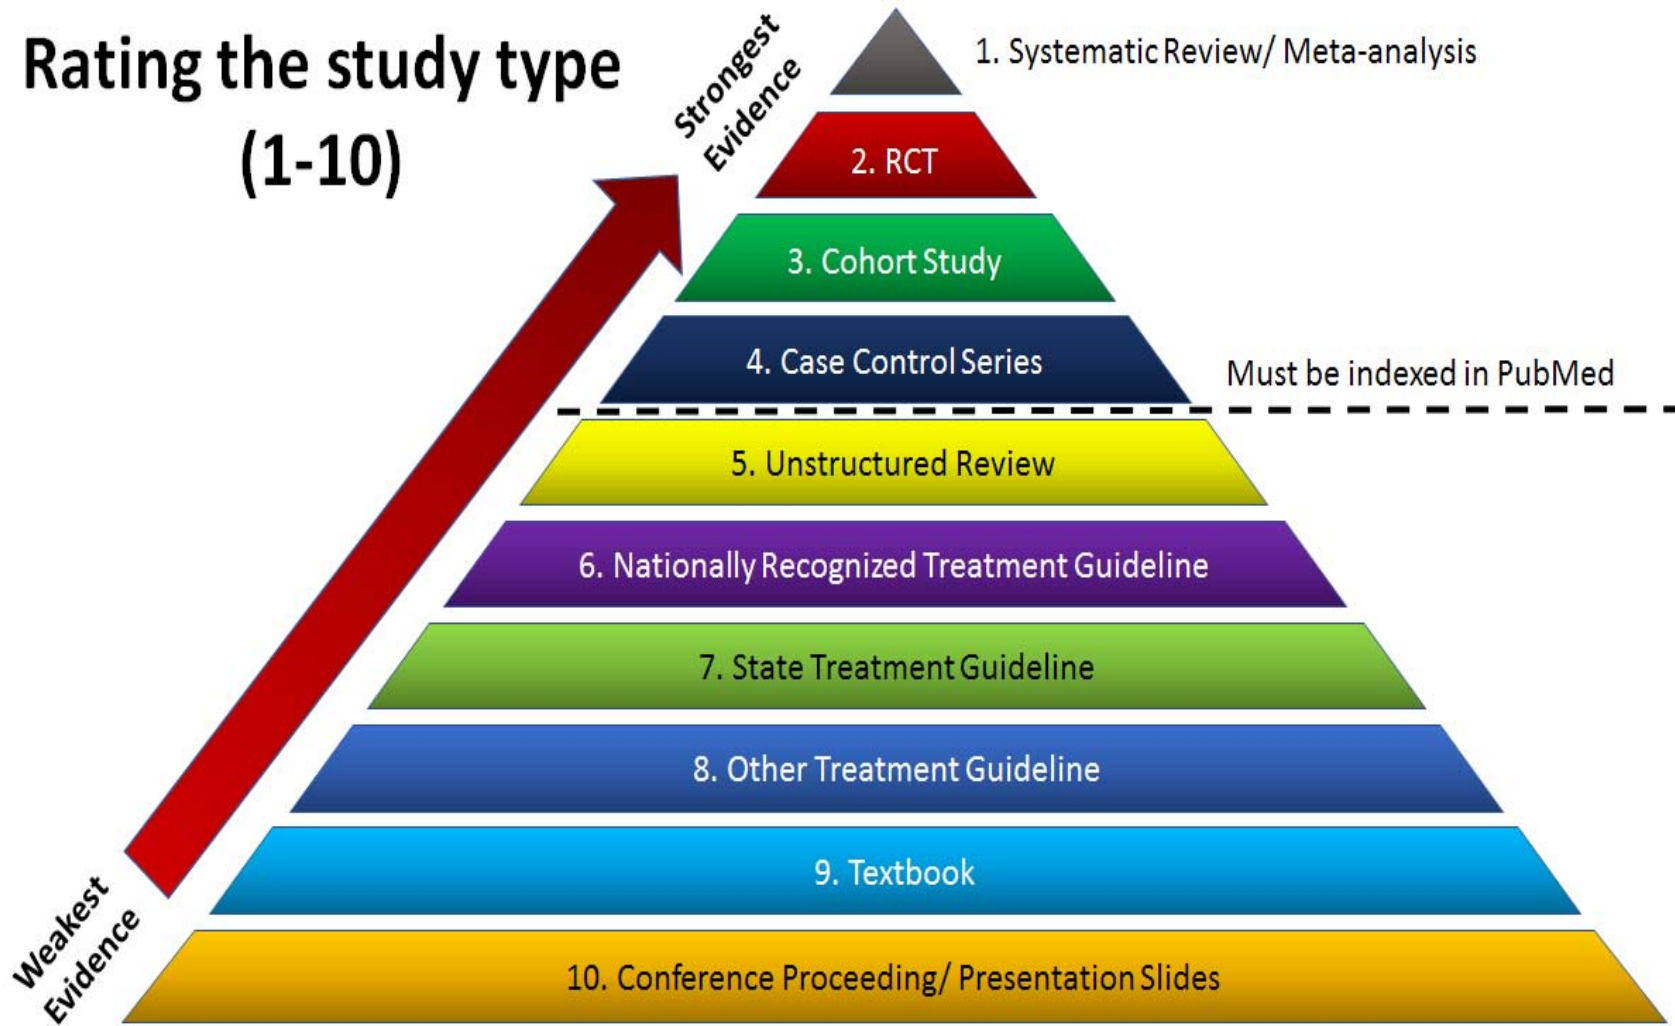 Rating the study type
(1-10)
Strongest
Evidence
1. Systematic Review/ Meta-analysis
2. RCT
3. Cohort Study
4. Case Control Series
Must be indexed in PubMed
5. Unstructured Review
6. Nationally Recognized Treatment Guideline
7. State Treatment Guideline
8. Other Treatment Guideline
9. Textbook
Weakest
Evidence
10. Conference Proceeding/ Presentation Slides